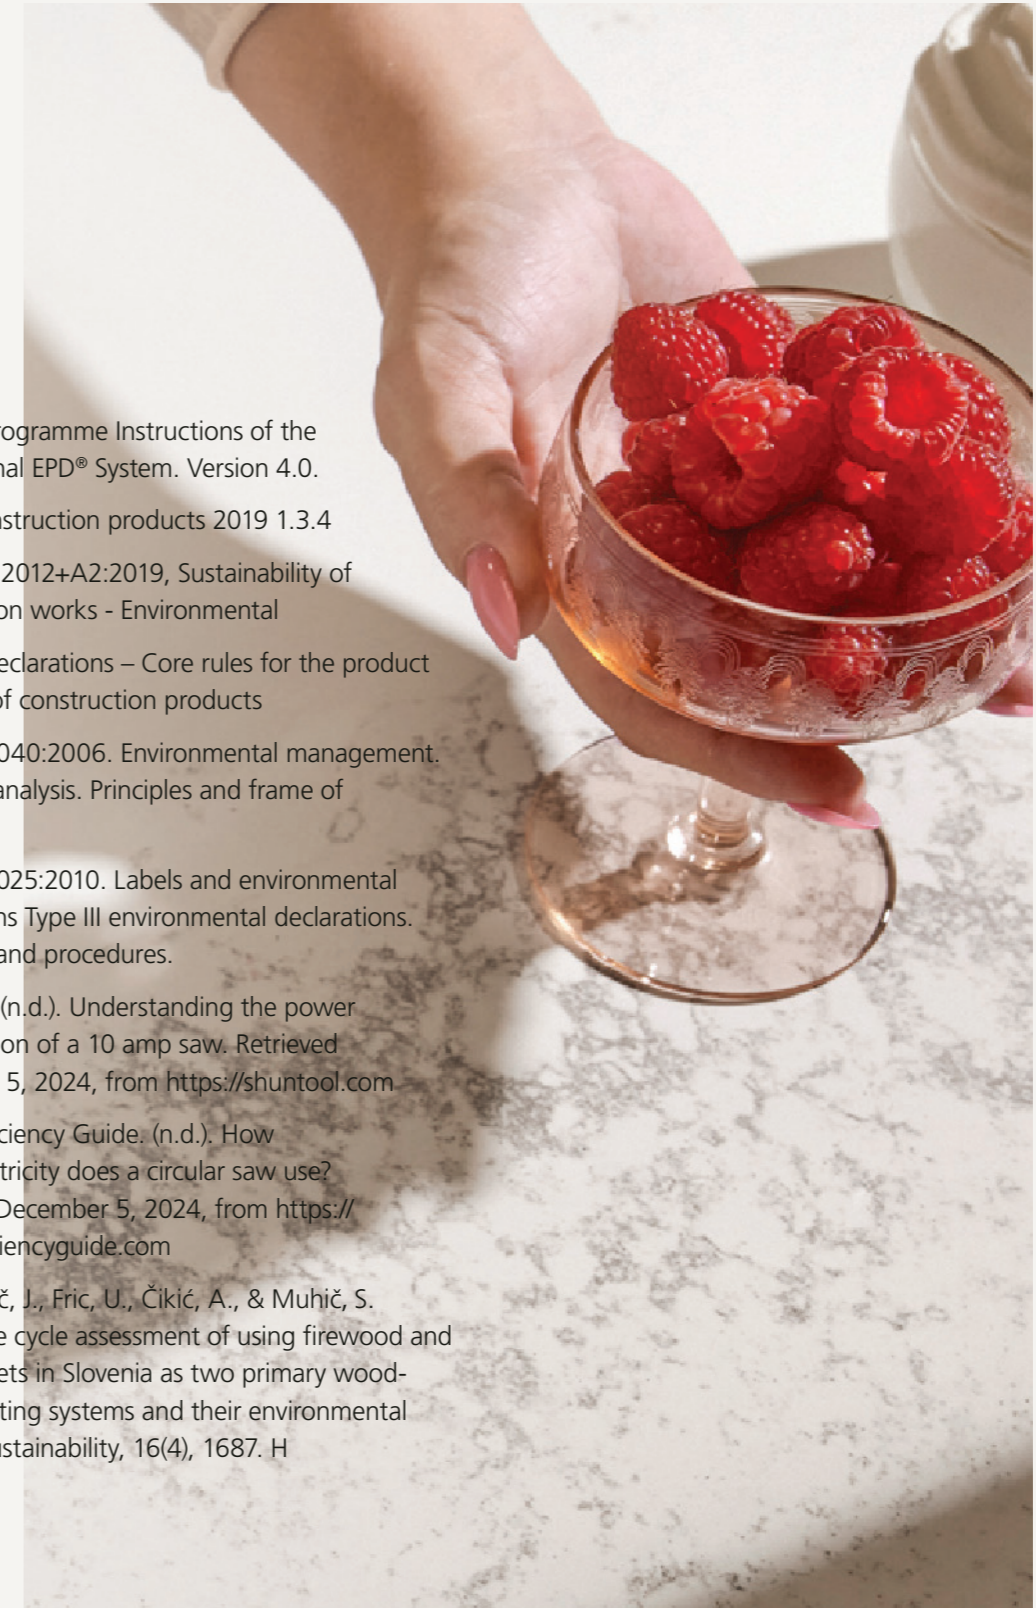 rogramme Instructions of the
nal EPD® System. Version 4.0.
nstruction products 2019 1.3.4
2012+A2:2019, Sustainability of
on works - Environmental
eclarations – Core rules for the product
of construction products
040:2006. Environmental management.
analysis. Principles and frame of
025:2010. Labels and environmental
ns Type III environmental declarations.
and procedures.
(n.d.). Understanding the power
on of a 10 amp saw. Retrieved
5, 2024, from https://shuntool.com
ciency Guide. (n.d.). How
tricity does a circular saw use?
December 5, 2024, from https://
iencyguide.com
č, J., Fric, U., Čikić, A., & Muhič, S.
e cycle assessment of using firewood and
ets in Slovenia as two primary wood-
ting systems and their environmental
ustainability, 16(4), 1687. H